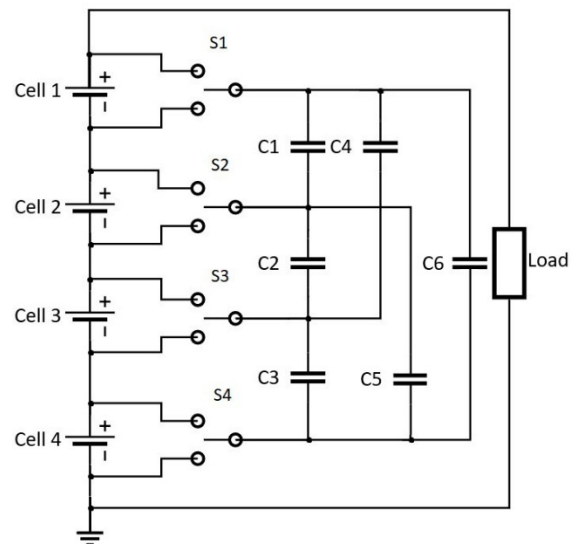 S1
+
Cell 1
–
C1
C4
S2
+
Cell 2
–
C2
C6
Load
S3
+
Cell 3
–
C3
C5
S4
+
Cell 4
–